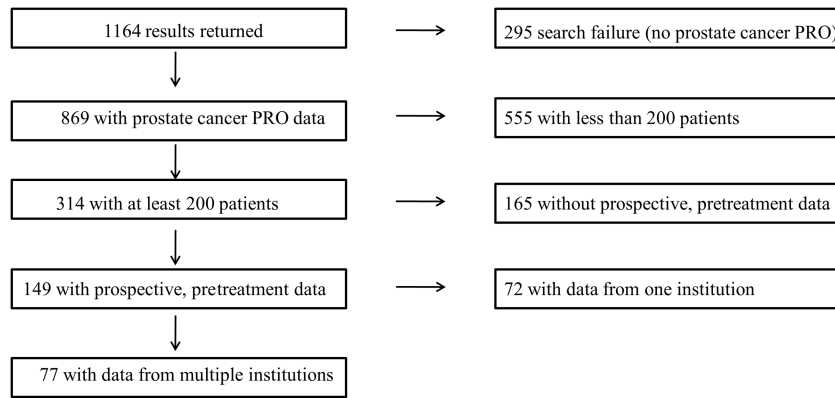 1164 results returned
295 search failure (no prostate cancer PRO)
869 with prostate cancer PRO data
555 with less than 200 patients
314 with at least 200 patients
165 without prospective, pretreatment data
149 with prospective, pretreatment data
72 with data from one institution
77 with data from multiple institutions